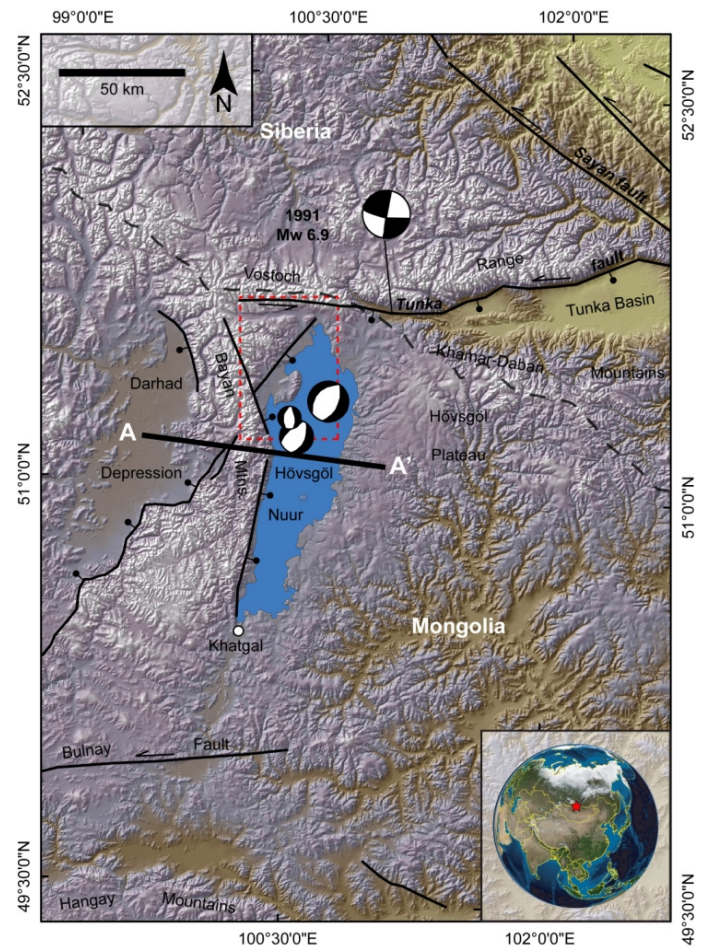 99°0'0"E
100°30'0"E
102°0'0"E
52°30'0"N
52°30'0"N
50 km
N
Siberia
Sayan fault
1991
Mw 6.9
Vostoch
Range
fault
Tunka
Tunka Basin
Khamar-Daban
Mountains
Darhad
Bayan
Hövsgöl
Plateau
A
A'
Depression
Mtns
Hövsgöl
Nuur
51°0'0"N
51°0'0"N
Mongolia
Khatgal
Bulnay
Fault
49°30'0"N
49°30'0"N
Hangay
Mountains
100°30'0"E
102°0'0"E